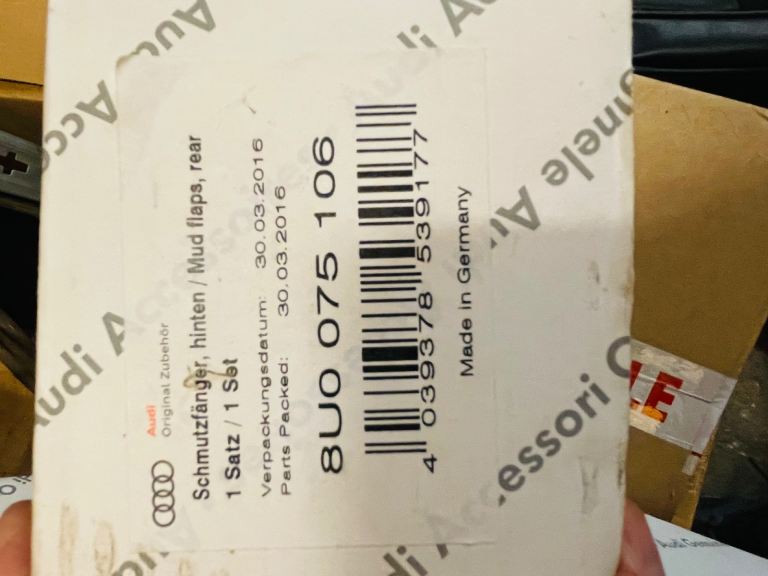 Audi
Original Zubehör
Schmutzfänger, hinten / Mud flaps, rear
1 Satz / 1 Set
Verpackungsdatum: 30.03.2016
Parts Packed: 30.03.2016
8U0 075 106
4 039378 539177
Made in Germany